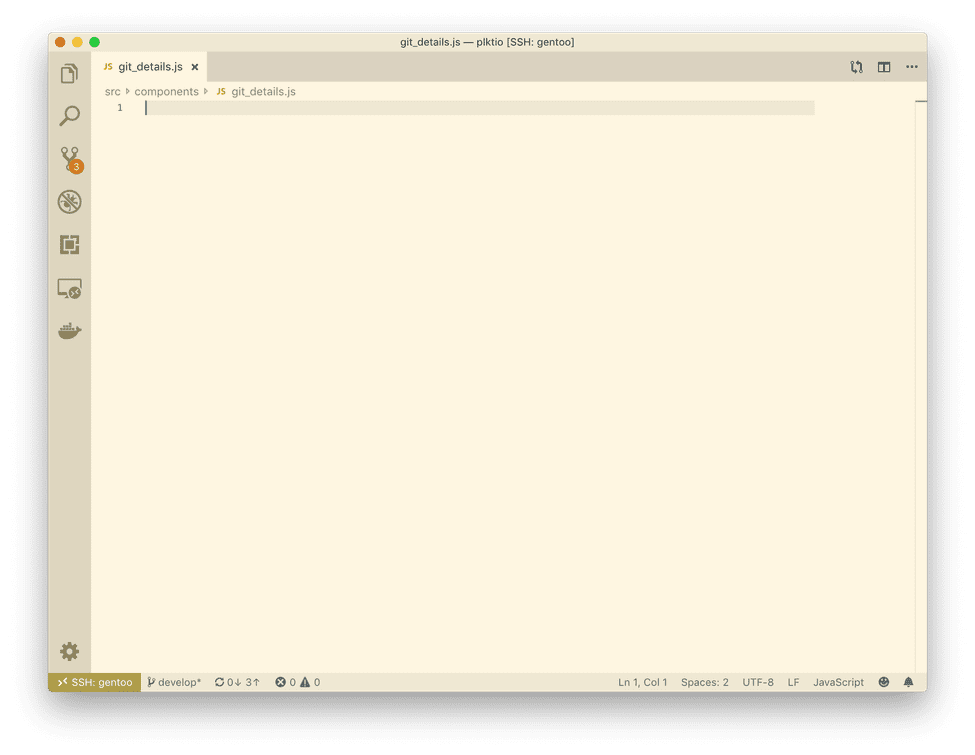 git_details.js — plktio [SSH: gentoo]
JS git_details.js
src components JS git_details.js
1
3
SSH: gentoo develop* 0↓ 3↑ 0 0 Ln 1, Col 1 Spaces: 2 UTF-8 LF JavaScript